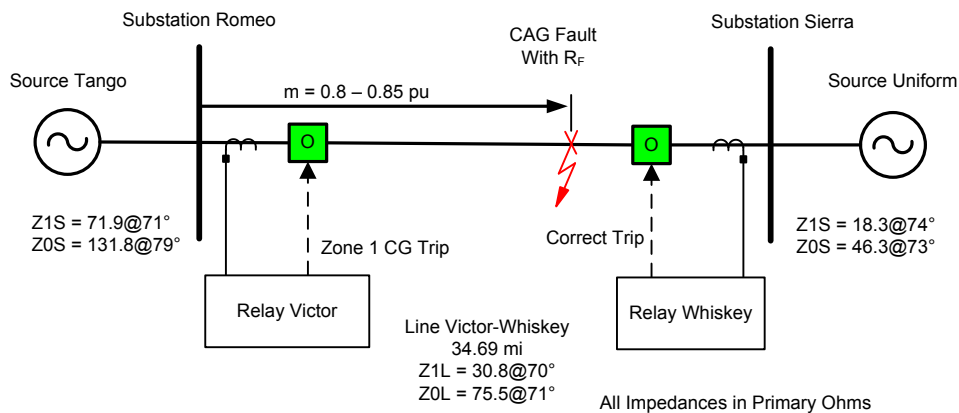 Substation Romeo
Substation Sierra
CAG Fault
With RF
Source Tango
Source Uniform
m = 0.8 – 0.85 pu
O
O
Z1S = 71.9@71°
Z0S = 131.8@79°
Z1S = 18.3@74°
Z0S = 46.3@73°
Zone 1 CG Trip
Correct Trip
Relay Victor
Relay Whiskey
Line Victor-Whiskey
34.69 mi
Z1L = 30.8@70°
Z0L = 75.5@71°
All Impedances in Primary Ohms